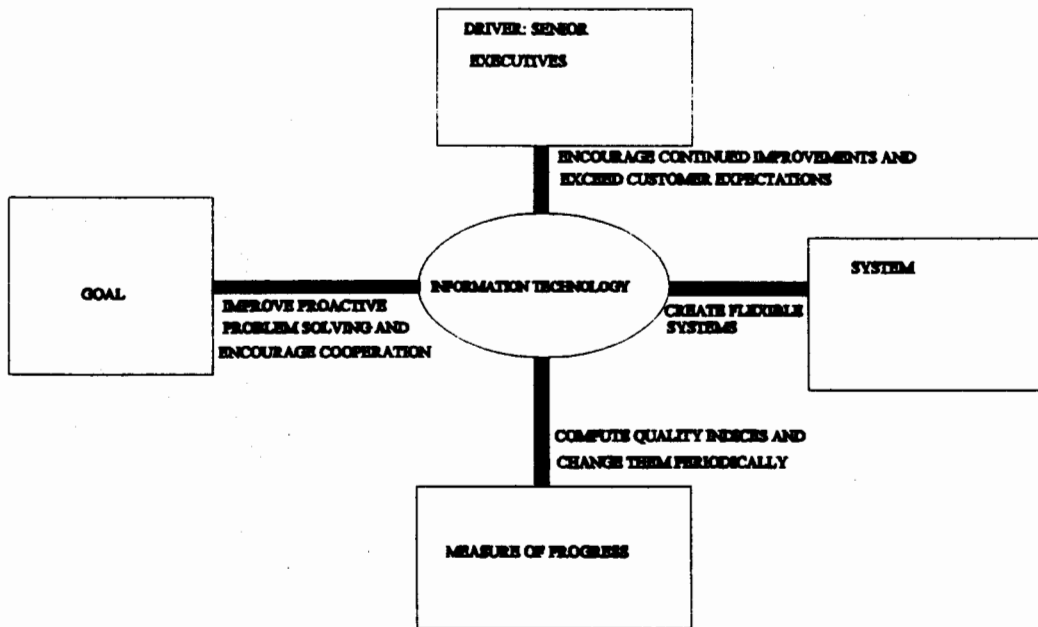 DRIVER: SENIOR
EXECUTIVES
ENCOURAGE CONTINUED IMPROVEMENTS AND
EXCEED CUSTOMER EXPECTATIONS
GOAL
IMPROVE PROACTIVE
PROBLEM SOLVING AND
ENCOURAGE COOPERATION
INFORMATION TECHNOLOGY
SYSTEM
CREATE FLEXIBLE
SYSTEMS
COMPUTE QUALITY INDICES AND
CHANGE THEM PERIODICALLY
MEASURE OF PROGRESS